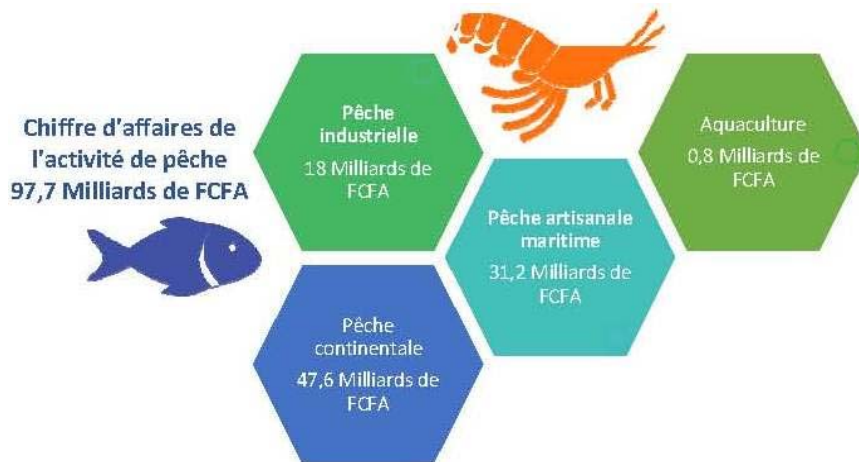 Chiffre d'affaires de
l'activité de pêche
97,7 Milliards de FCFA
Pêche
industrielle
18 Milliards de
FCFA
Pêche artisanale
maritime
31,2 Milliards de
FCFA
Aquaculture
0,8 Milliards de
FCFA
Pêche
continentale
47,6 Milliards de
FCFA